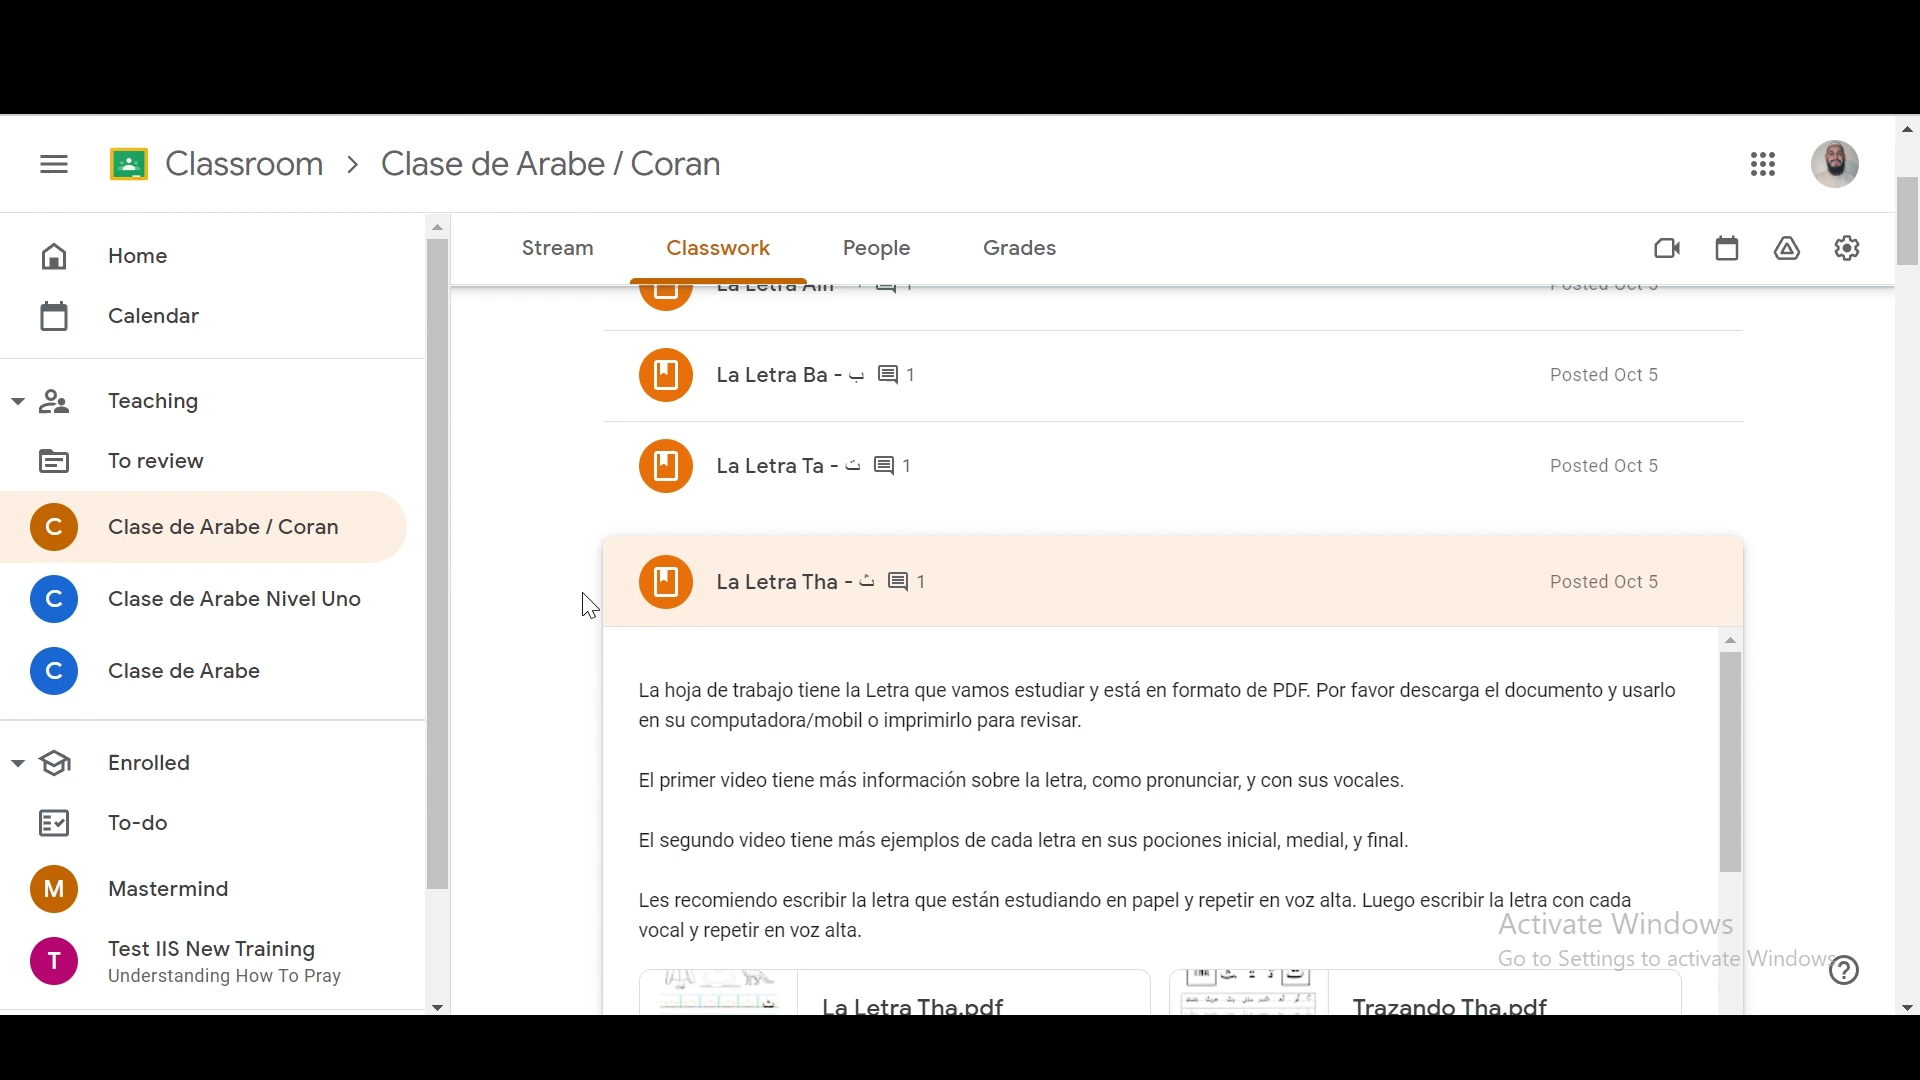 Classroom > Clase de Arabe / Coran
Home
Calendar
Teaching
To review
C Clase de Arabe / Coran
C Clase de Arabe Nivel Uno
C Clase de Arabe
Enrolled
To-do
M Mastermind
T Test IIS New Training
Understanding How To Pray
Stream Classwork People Grades
La Letra
La Letra Ba - ب 1 Posted Oct 5
La Letra Ta - ت 1 Posted Oct 5
La Letra Tha - ث 1 Posted Oct 5
La hoja de trabajo tiene la Letra que vamos estudiar y está en formato de PDF. Por favor descarga el documento y usarlo
en su computadora/mobil o imprimirlo para revisar.
El primer video tiene más información sobre la letra, como pronunciar, y con sus vocales.
El segundo video tiene más ejemplos de cada letra en sus pociones inicial, medial, y final.
Les recomiendo escribir la letra que están estudiando en papel y repetir en voz alta. Luego escribir la letra con cada
vocal y repetir en voz alta.
La Letra Tha.pdf
Trazando Tha.pdf
Activate Windows
Go to Settings to activate Windows